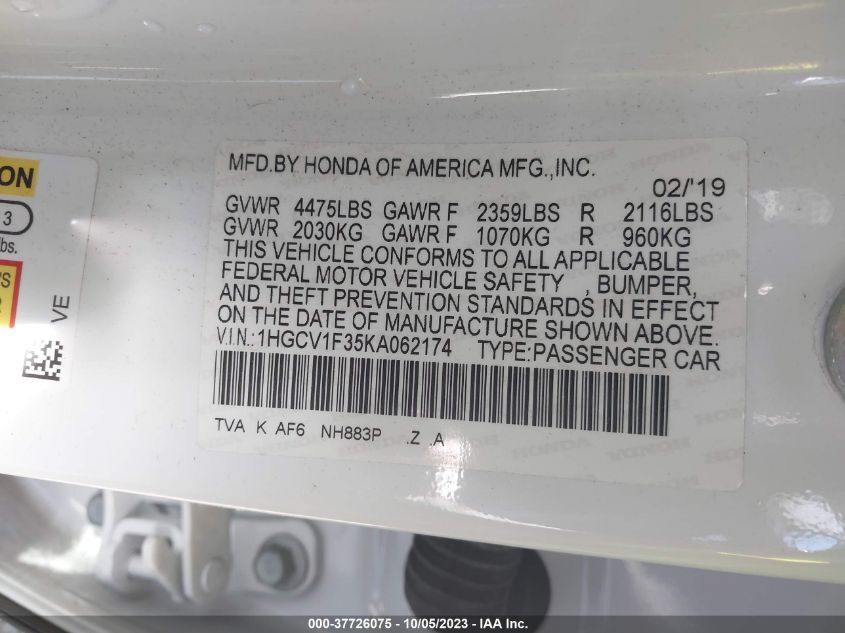 ON
3
lbs.
'S
VE
MFD.BY HONDA OF AMERICA MFG.,INC.
02/'19
GVWR 4475LBS GAWR F 2359LBS R 2116LBS
GVWR 2030KG GAWR F 1070KG R 960KG
THIS VEHICLE CONFORMS TO ALL APPLICABLE
FEDERAL MOTOR VEHICLE SAFETY , BUMPER,
AND THEFT PREVENTION STANDARDS IN EFFECT
ON THE DATE OF MANUFACTURE SHOWN ABOVE.
V.I.N.:1HGCV1F35KA062174 TYPE:PASSENGER CAR
TVA K AF6 NH883P .Z .A
000-37726075 - 10/05/2023 - IAA Inc.